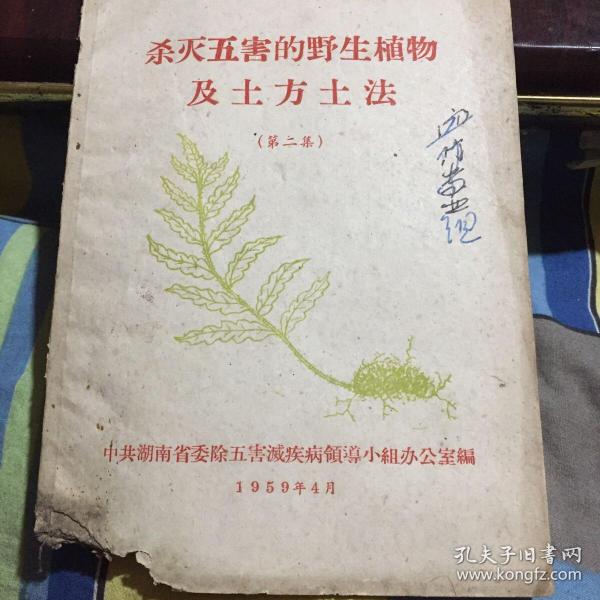 杀灭五害的野生植物
及土方土法
(第二集)
中共湖南省委除五害滅疾病領導小組办公室編
1959年4月
孔夫子旧书网
www.kongfz.com